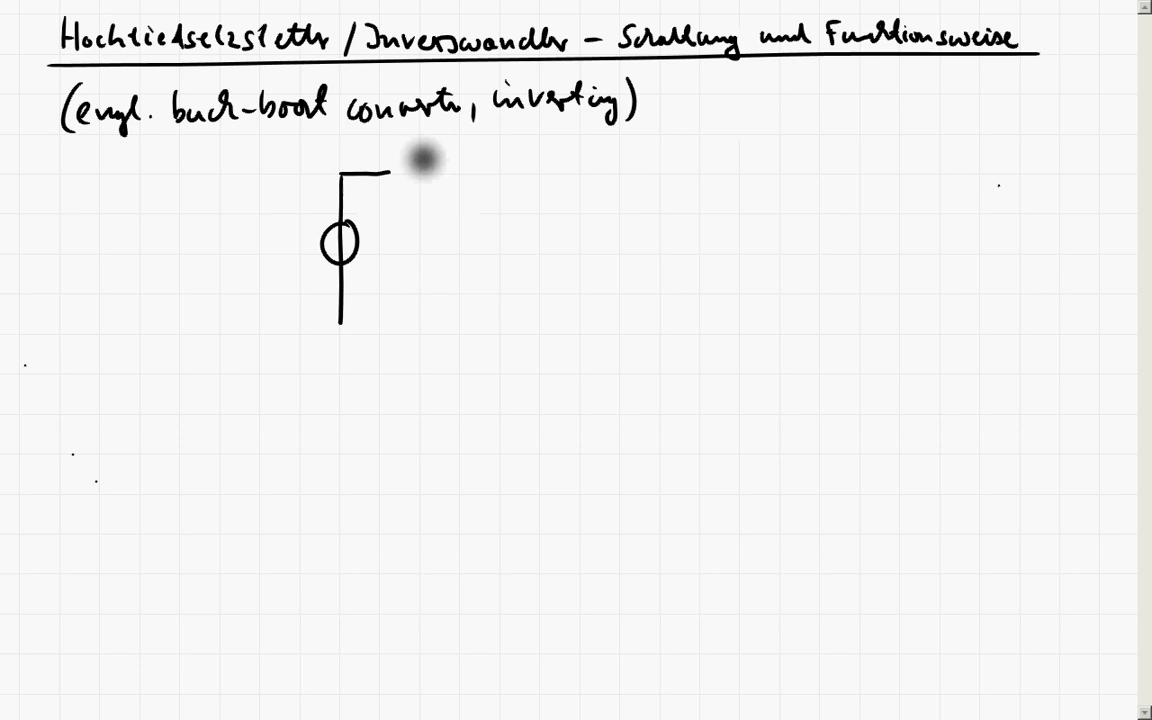 Hochtiefsetzsteller / Inverswandler – Schaltung und Funktionsweise
(engl. buck-boost converter, inverting)